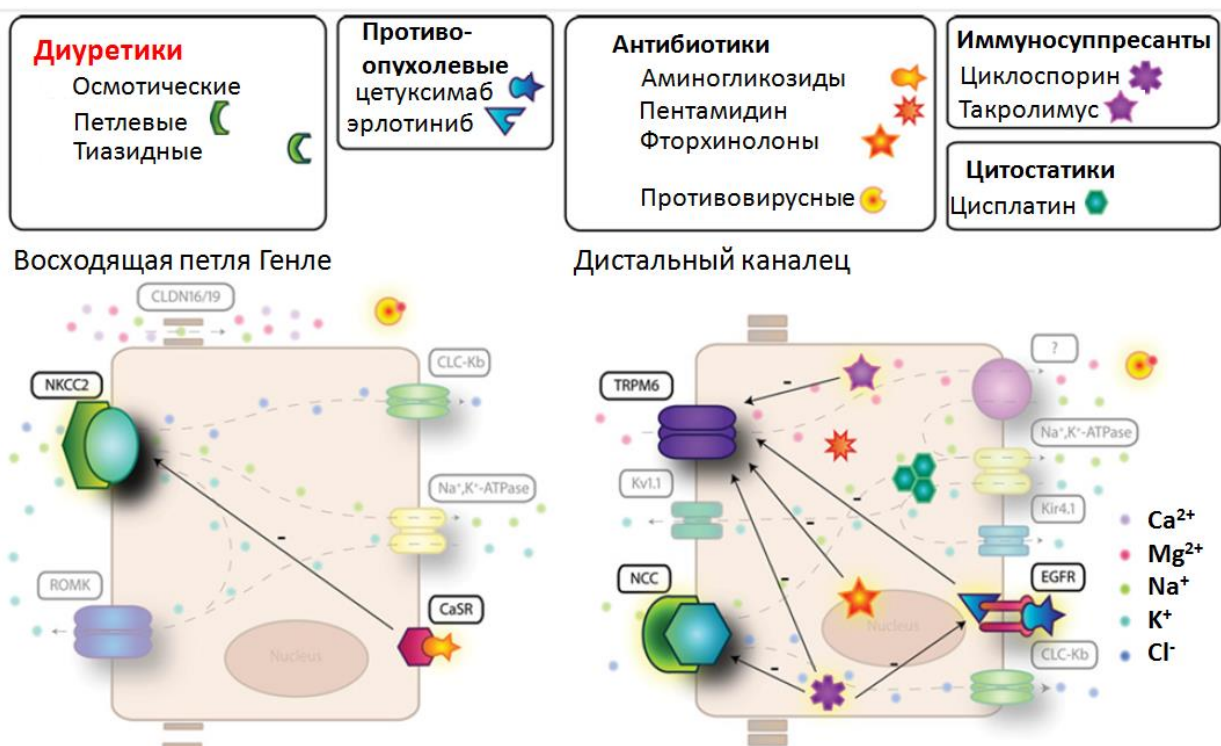 Диуретики
Осмотические
Петлевые
Тиазидные
Противо-
опухолевые
цетуксимаб
эрлотиниб
Антибиотики
Аминогликозиды
Пентамидин
Фторхинолоны
Противовирусные
Иммуносуппресанты
Циклоспорин
Такролимус
Цитостатики
Цисплатин
Восходящая петля Генле
CLDN16/19
NKCC2
CLC-Kb
Na⁺,K⁺-ATPase
-
ROMK
CaSR
Nucleus
Дистальный каналец
?
TRPM6
-
Na⁺,K⁺-ATPase
Kv1.1
-
-
Kir4.1
-
NCC
EGFR
Nucleus
-
-
CLC-Kb
Ca²⁺
Mg²⁺
Na⁺
K⁺
Cl⁻